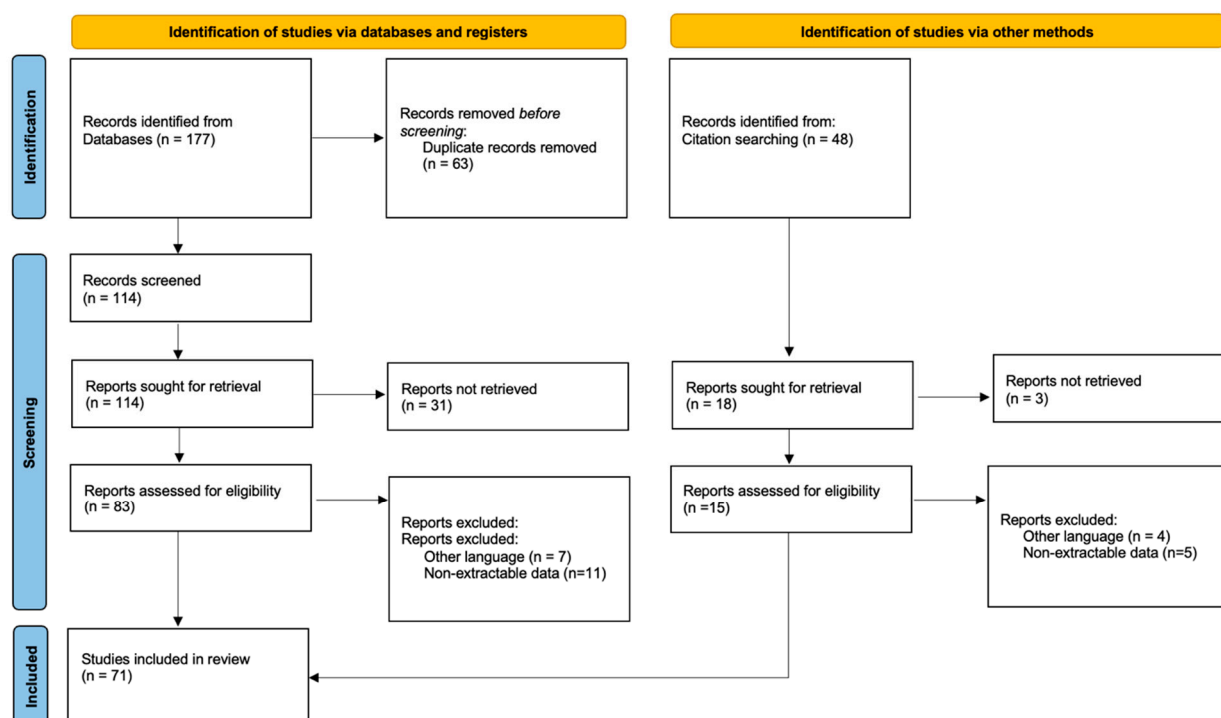 Identification of studies via databases and registers
Identification of studies via other methods
Identification
Records identified from
Databases (n = 177)
Records removed before
screening:
Duplicate records removed
(n = 63)
Records identified from:
Citation searching (n = 48)
Screening
Records screened
(n = 114)
Reports sought for retrieval
(n = 114)
Reports not retrieved
(n = 31)
Reports sought for retrieval
(n = 18)
Reports not retrieved
(n = 3)
Reports assessed for eligibility
(n = 83)
Reports excluded:
Reports excluded:
Other language (n = 7)
Non-extractable data (n=11)
Reports assessed for eligibility
(n =15)
Reports excluded:
Other language (n = 4)
Non-extractable data (n=5)
Included
Studies included in review
(n = 71)